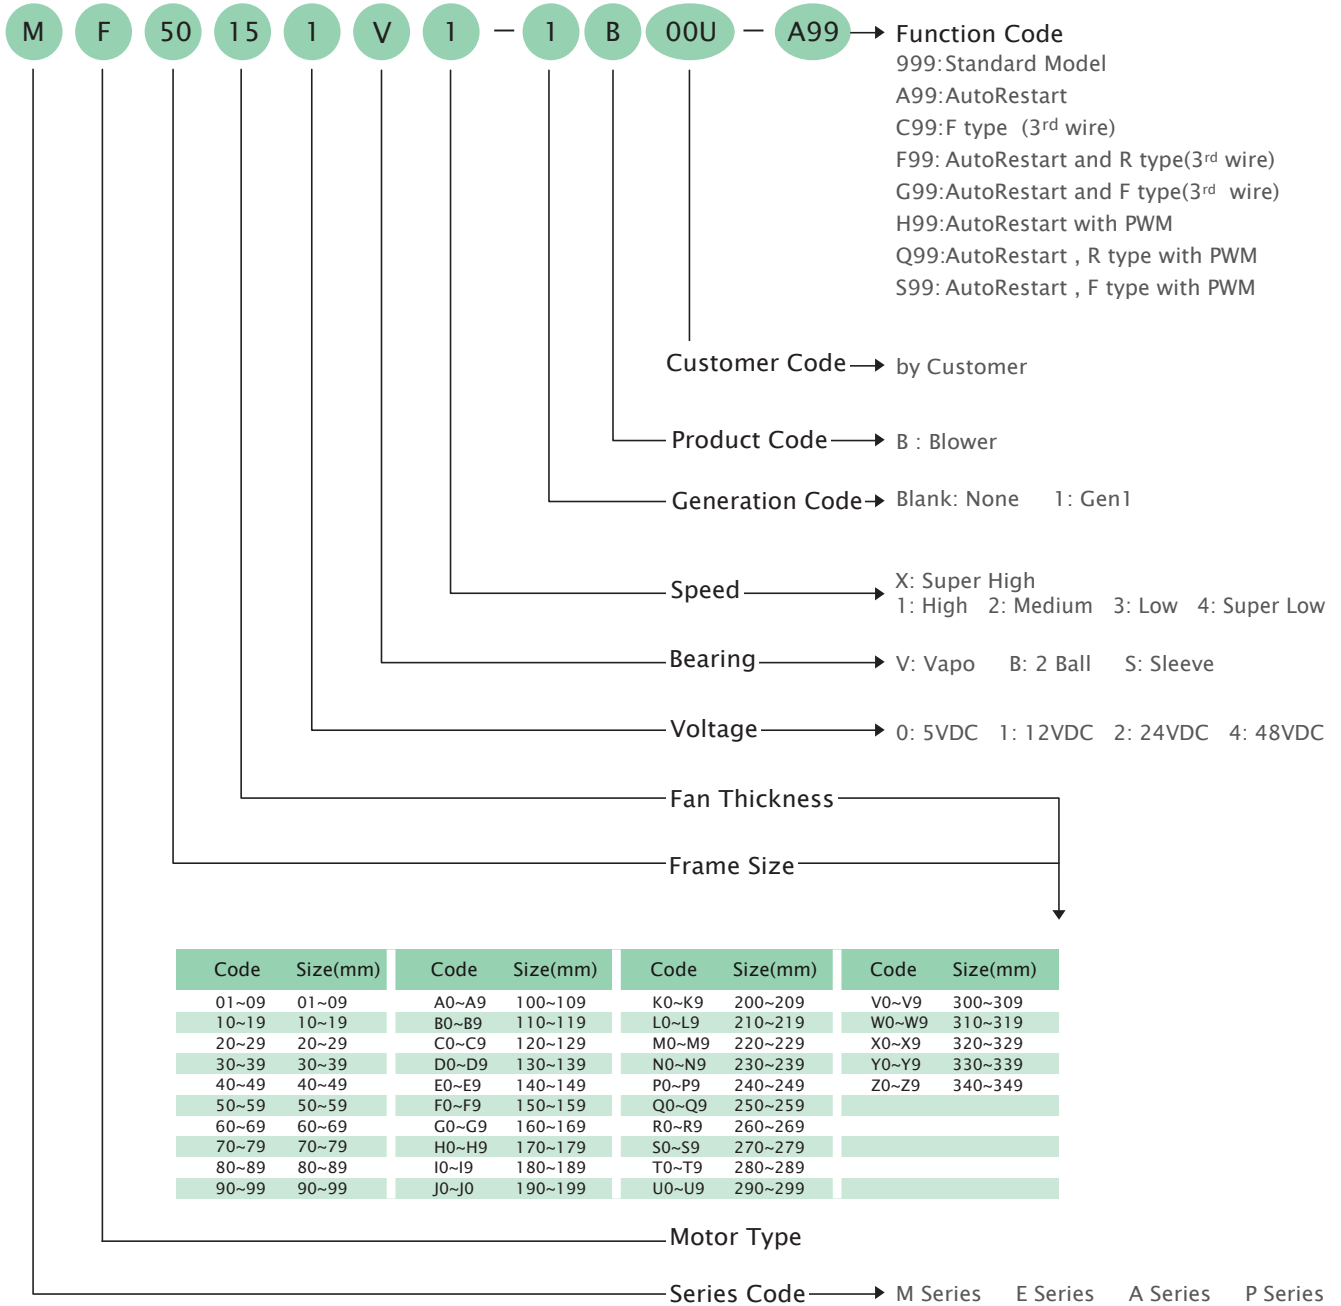 M F 50 15 1 V 1 – 1 B 00U – A99
Function Code
999:Standard Model
A99:AutoRestart
C99:F type (3rd wire)
F99: AutoRestart and R type(3rd wire)
G99:AutoRestart and F type(3rd wire)
H99:AutoRestart with PWM
Q99:AutoRestart , R type with PWM
S99: AutoRestart , F type with PWM
Customer Code by Customer
Product Code B : Blower
Generation Code Blank: None 1: Gen1
Speed X: Super High
1: High 2: Medium 3: Low 4: Super Low
Bearing V: Vapo B: 2 Ball S: Sleeve
Voltage 0: 5VDC 1: 12VDC 2: 24VDC 4: 48VDC
Fan Thickness
Frame Size
Code Size(mm) Code Size(mm) Code Size(mm) Code Size(mm)
01~09 01~09 A0~A9 100~109 K0~K9 200~209 V0~V9 300~309
10~19 10~19 B0~B9 110~119 L0~L9 210~219 W0~W9 310~319
20~29 20~29 C0~C9 120~129 M0~M9 220~229 X0~X9 320~329
30~39 30~39 D0~D9 130~139 N0~N9 230~239 Y0~Y9 330~339
40~49 40~49 E0~E9 140~149 P0~P9 240~249 Z0~Z9 340~349
50~59 50~59 F0~F9 150~159 Q0~Q9 250~259
60~69 60~69 G0~G9 160~169 R0~R9 260~269
70~79 70~79 H0~H9 170~179 S0~S9 270~279
80~89 80~89 I0~I9 180~189 T0~T9 280~289
90~99 90~99 J0~J0 190~199 U0~U9 290~299
Motor Type
Series Code M Series E Series A Series P Series